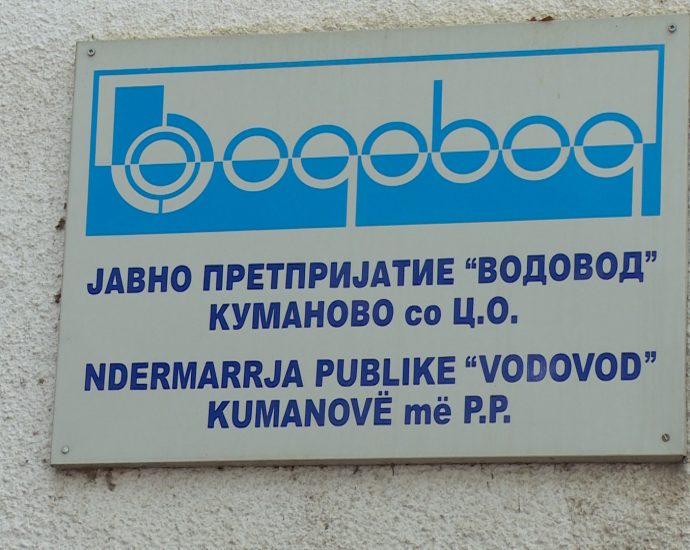 водовод
ЈАВНО ПРЕТПРИЈАТИЕ “ВОДОВОД”
КУМАНОВО со Ц.О.
NDERMARRJA PUBLIKE “VODOVOD”
KUMANOVË më P.P.